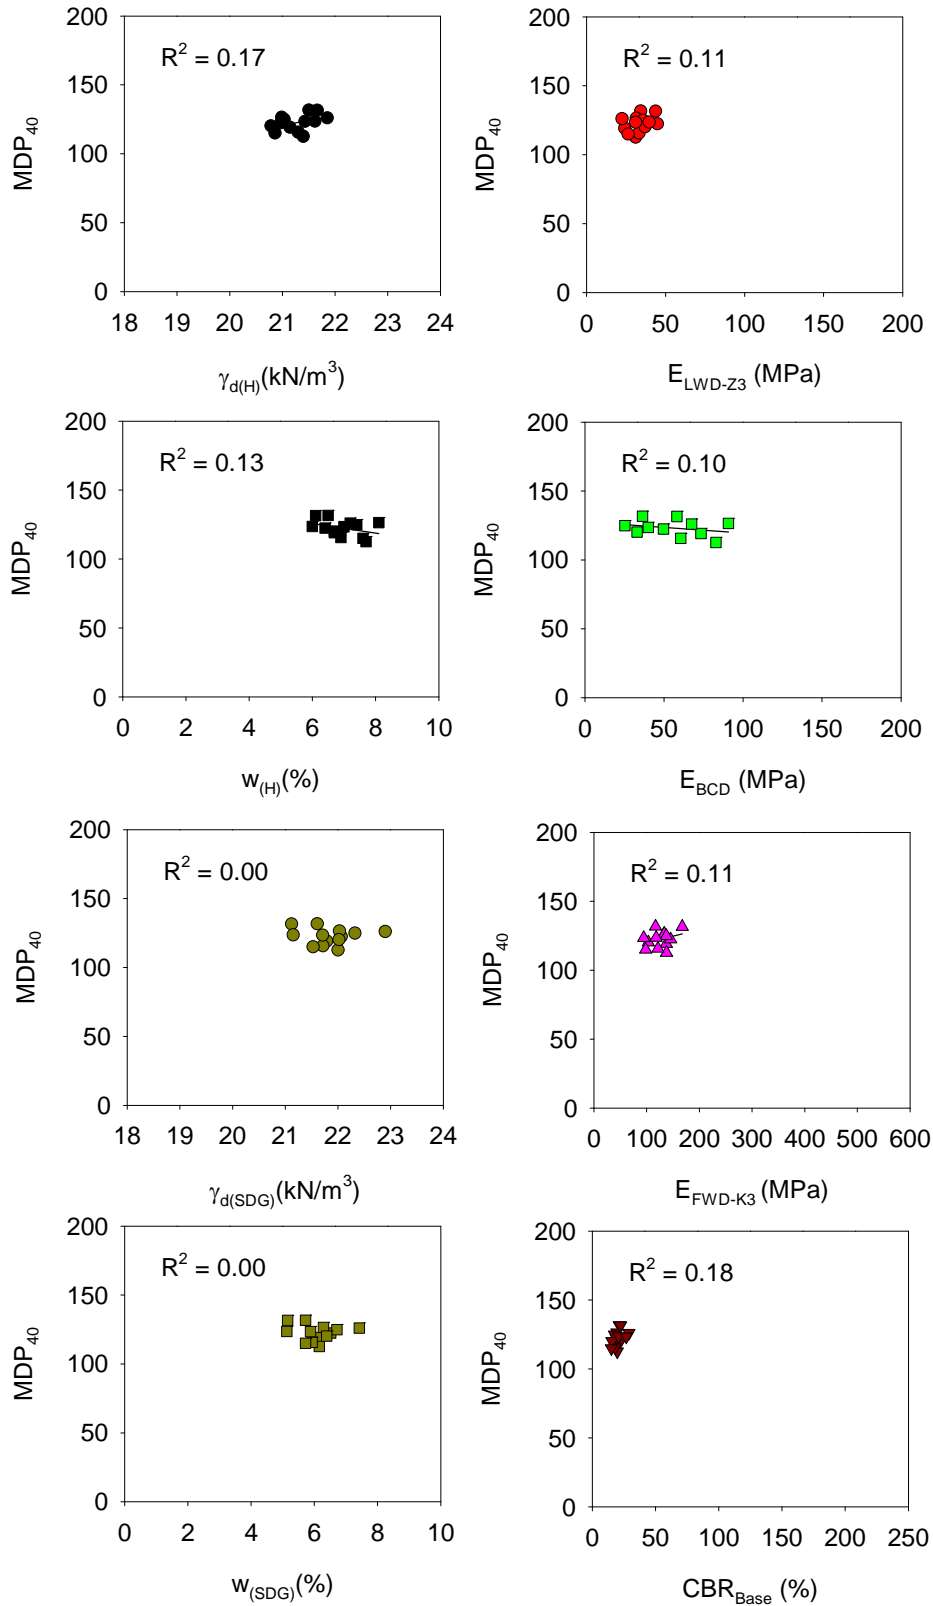 200
150
100
50
0
MDP40
R² = 0.17
18 19 20 21 22 23 24
γd(H)(kN/m³)
200
150
100
50
0
MDP40
R² = 0.11
0 50 100 150 200
ELWD-Z3 (MPa)
200
150
100
50
0
MDP40
R² = 0.13
0 2 4 6 8 10
w(H)(%)
200
150
100
50
0
MDP40
R² = 0.10
0 50 100 150 200
EBCD (MPa)
200
150
100
50
0
MDP40
R² = 0.00
18 19 20 21 22 23 24
γd(SDG)(kN/m³)
200
150
100
50
0
MDP40
R² = 0.11
0 100 200 300 400 500 600
EFWD-K3 (MPa)
200
150
100
50
0
MDP40
R² = 0.00
0 2 4 6 8 10
w(SDG)(%)
200
150
100
50
0
MDP40
R² = 0.18
0 50 100 150 200 250
CBRBase (%)